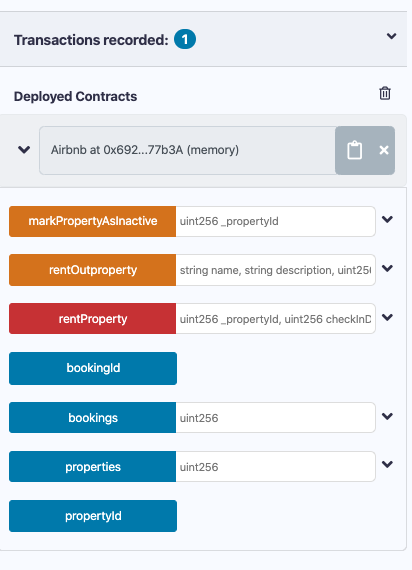 Transactions recorded: 1
Deployed Contracts
Airbnb at 0x692...77b3A (memory)
markPropertyAsInactive uint256 _propertyId
rentOutproperty string name, string description, uint256
rentProperty uint256 _propertyId, uint256 checkInD
bookingId
bookings uint256
properties uint256
propertyId